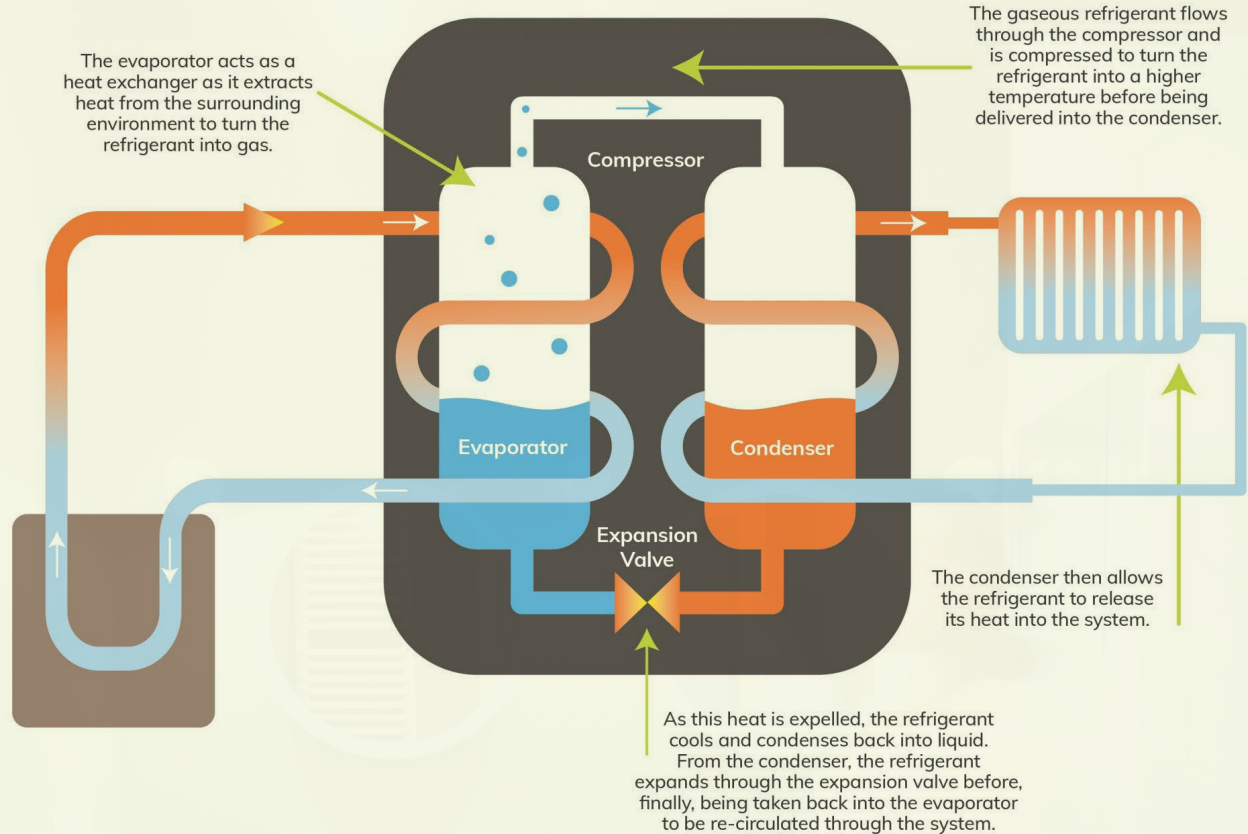 The evaporator acts as a
heat exchanger as it extracts
heat from the surrounding
environment to turn the
refrigerant into gas.
The gaseous refrigerant flows
through the compressor and
is compressed to turn the
refrigerant into a higher
temperature before being
delivered into the condenser.
Compressor
Evaporator
Condenser
Expansion
Valve
The condenser then allows
the refrigerant to release
its heat into the system.
As this heat is expelled, the refrigerant
cools and condenses back into liquid.
From the condenser, the refrigerant
expands through the expansion valve before,
finally, being taken back into the evaporator
to be re-circulated through the system.